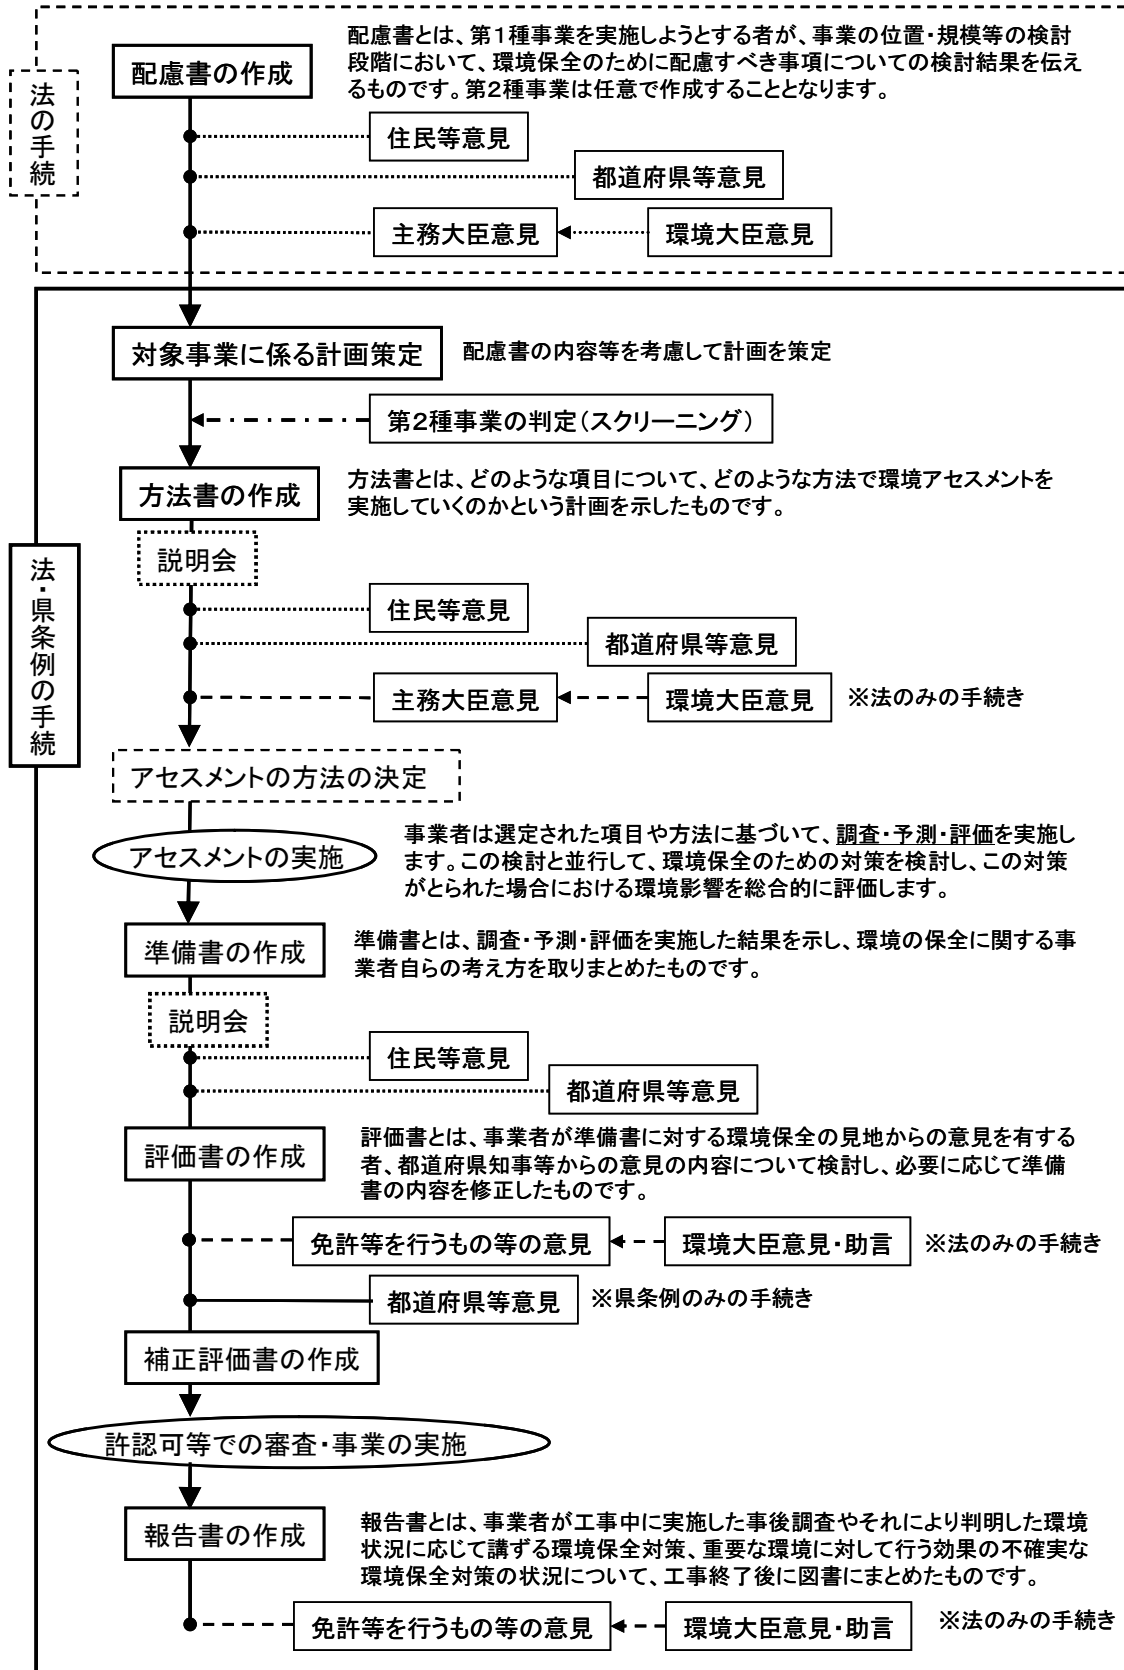 配慮書とは、第1種事業を実施しようとする者が、事業の位置・規模等の検討
段階において、環境保全のために配慮すべき事項についての検討結果を伝え
るものです。第2種事業は任意で作成することとなります。
配慮書の作成
法の手続
住民等意見
都道府県等意見
主務大臣意見
環境大臣意見
対象事業に係る計画策定
配慮書の内容等を考慮して計画を策定
第2種事業の判定(スクリーニング)
方法書の作成
方法書とは、どのような項目について、どのような方法で環境アセスメントを
実施していくのかという計画を示したものです。
説明会
法・県条例の手続
住民等意見
都道府県等意見
主務大臣意見
環境大臣意見
※法のみの手続き
アセスメントの方法の決定
アセスメントの実施
事業者は選定された項目や方法に基づいて、調査・予測・評価を実施し
ます。この検討と並行して、環境保全のための対策を検討し、この対策
がとられた場合における環境影響を総合的に評価します。
準備書の作成
準備書とは、調査・予測・評価を実施した結果を示し、環境の保全に関する事
業者自らの考え方を取りまとめたものです。
説明会
住民等意見
都道府県等意見
評価書の作成
評価書とは、事業者が準備書に対する環境保全の見地からの意見を有する
者、都道府県知事等からの意見の内容について検討し、必要に応じて準備
書の内容を修正したものです。
免許等を行うもの等の意見
環境大臣意見・助言
※法のみの手続き
都道府県等意見
※県条例のみの手続き
補正評価書の作成
許認可等での審査・事業の実施
報告書の作成
報告書とは、事業者が工事中に実施した事後調査やそれにより判明した環境
状況に応じて講ずる環境保全対策、重要な環境に対して行う効果の不確実な
環境保全対策の状況について、工事終了後に図書にまとめたものです。
免許等を行うもの等の意見
環境大臣意見・助言
※法のみの手続き